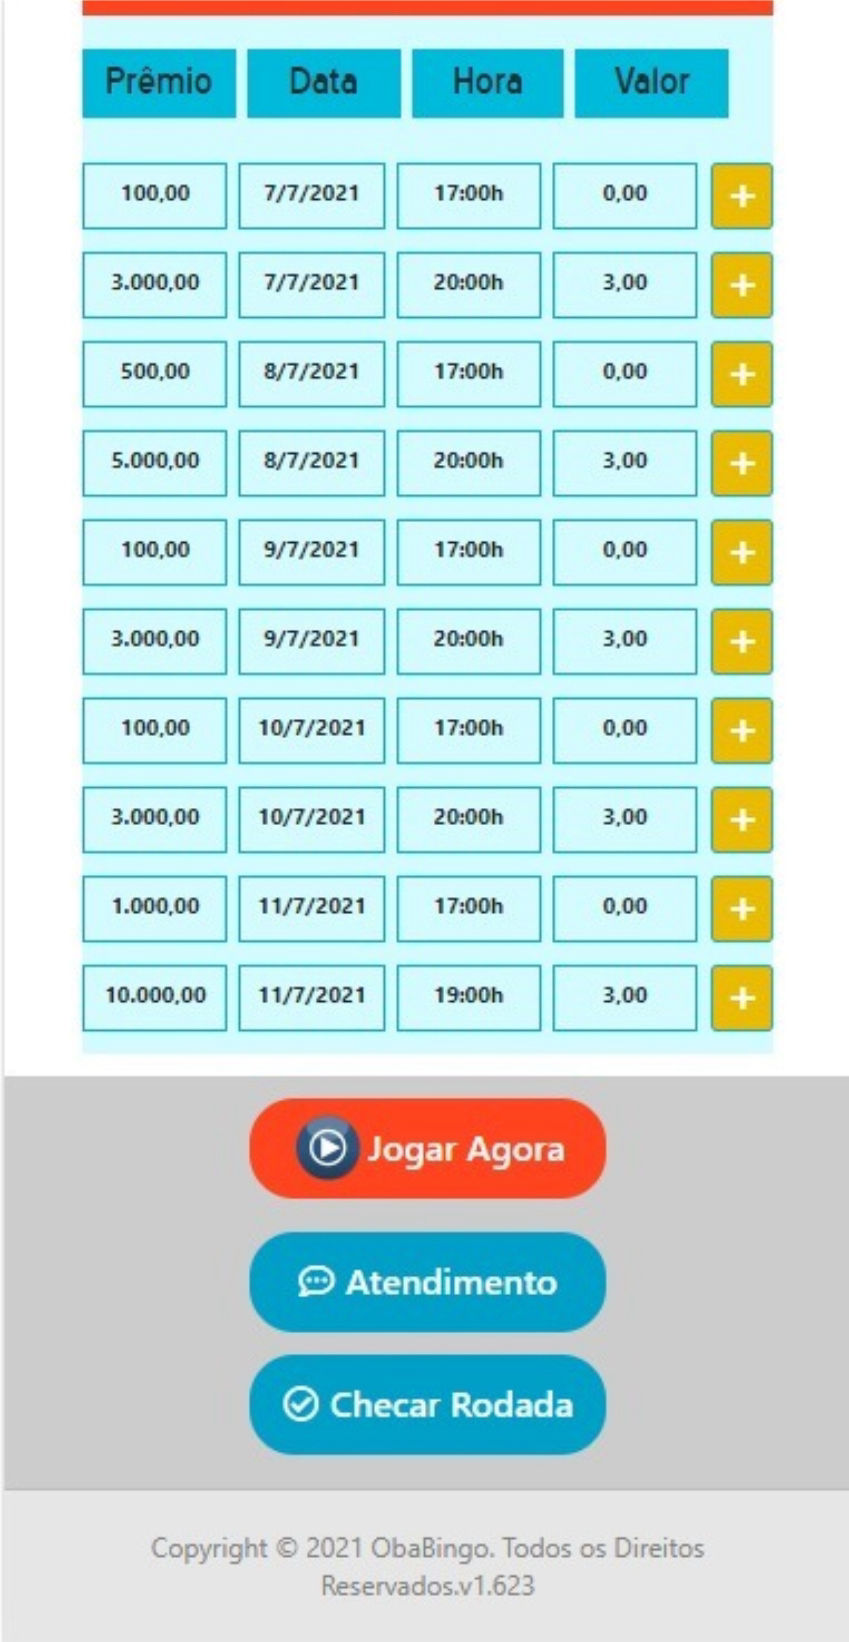 Prêmio Data Hora Valor
100,00 7/7/2021 17:00h 0,00 +
3.000,00 7/7/2021 20:00h 3,00 +
500,00 8/7/2021 17:00h 0,00 +
5.000,00 8/7/2021 20:00h 3,00 +
100,00 9/7/2021 17:00h 0,00 +
3.000,00 9/7/2021 20:00h 3,00 +
100,00 10/7/2021 17:00h 0,00 +
3.000,00 10/7/2021 20:00h 3,00 +
1.000,00 11/7/2021 17:00h 0,00 +
10.000,00 11/7/2021 19:00h 3,00 +
Jogar Agora
Atendimento
Checar Rodada
Copyright © 2021 ObaBingo. Todos os Direitos
Reservados.v1.623